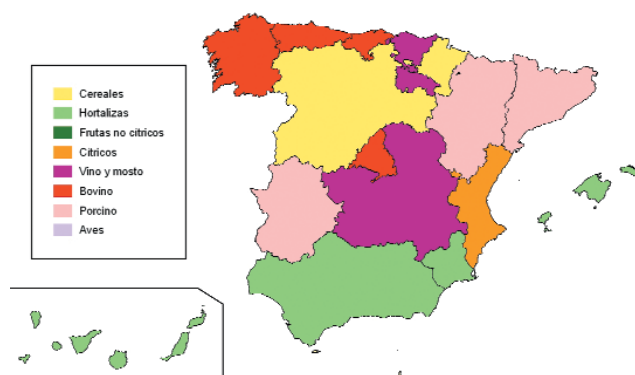 Cereales
Hortalizas
Frutas no cítricos
Cítricos
Vino y mosto
Bovino
Porcino
Aves